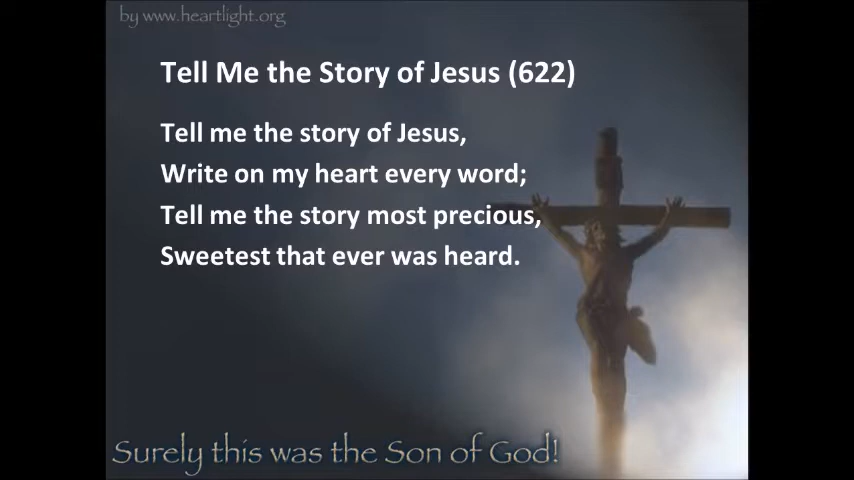 by www.heartlight.org
Tell Me the Story of Jesus (622)
Tell me the story of Jesus,
Write on my heart every word;
Tell me the story most precious,
Sweetest that ever was heard.
Surely this was the Son of God!